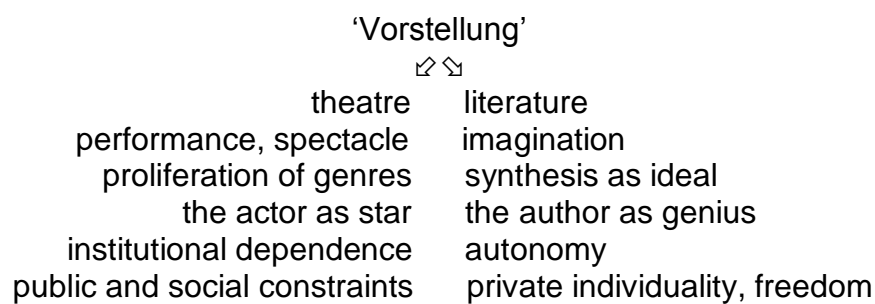 ‘Vorstellung’
⬃ ⬂
theatre literature
performance, spectacle imagination
proliferation of genres synthesis as ideal
the actor as star the author as genius
institutional dependence autonomy
public and social constraints private individuality, freedom